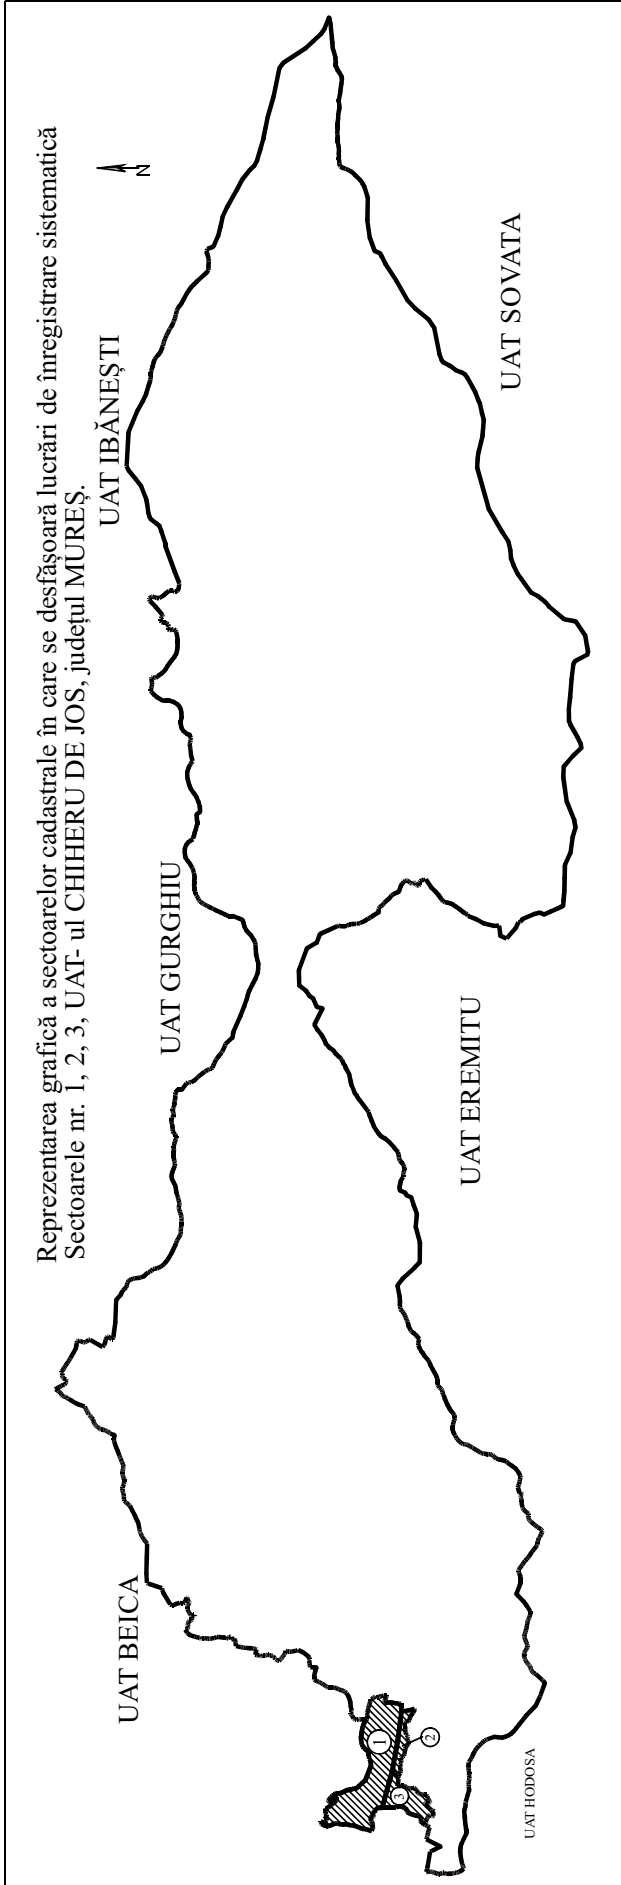 Reprezentarea grafică a sectoarelor cadastrale în care se desfășoară lucrări de înregistrare sistematică
Sectoarele nr. 1, 2, 3, UAT- ul CHIHERU DE JOS, județul MUREȘ.
N
UAT IBĂNEȘTI
UAT GURGHIU
UAT BEICA
UAT SOVATA
UAT EREMITU
UAT HODOSA
1
2
3